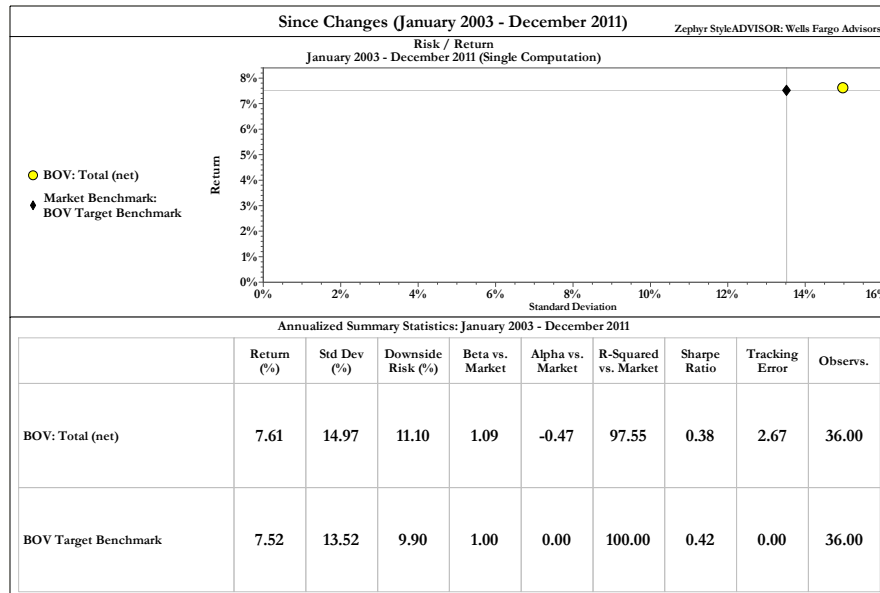 Since Changes (January 2003 - December 2011)
Zephyr StyleADVISOR: Wells Fargo Advisors
Risk / Return
January 2003 - December 2011 (Single Computation)
BOV: Total (net)
Market Benchmark:
BOV Target Benchmark
Return
8%
7%
6%
5%
4%
3%
2%
1%
0%
0% 2% 4% 6% 8% 10% 12% 14% 16%
Standard Deviation
Annualized Summary Statistics: January 2003 - December 2011
Return (%) Std Dev (%) Downside Risk (%) Beta vs. Market Alpha vs. Market R-Squared vs. Market Sharpe Ratio Tracking Error Observs.
BOV: Total (net) 7.61 14.97 11.10 1.09 -0.47 97.55 0.38 2.67 36.00
BOV Target Benchmark 7.52 13.52 9.90 1.00 0.00 100.00 0.42 0.00 36.00